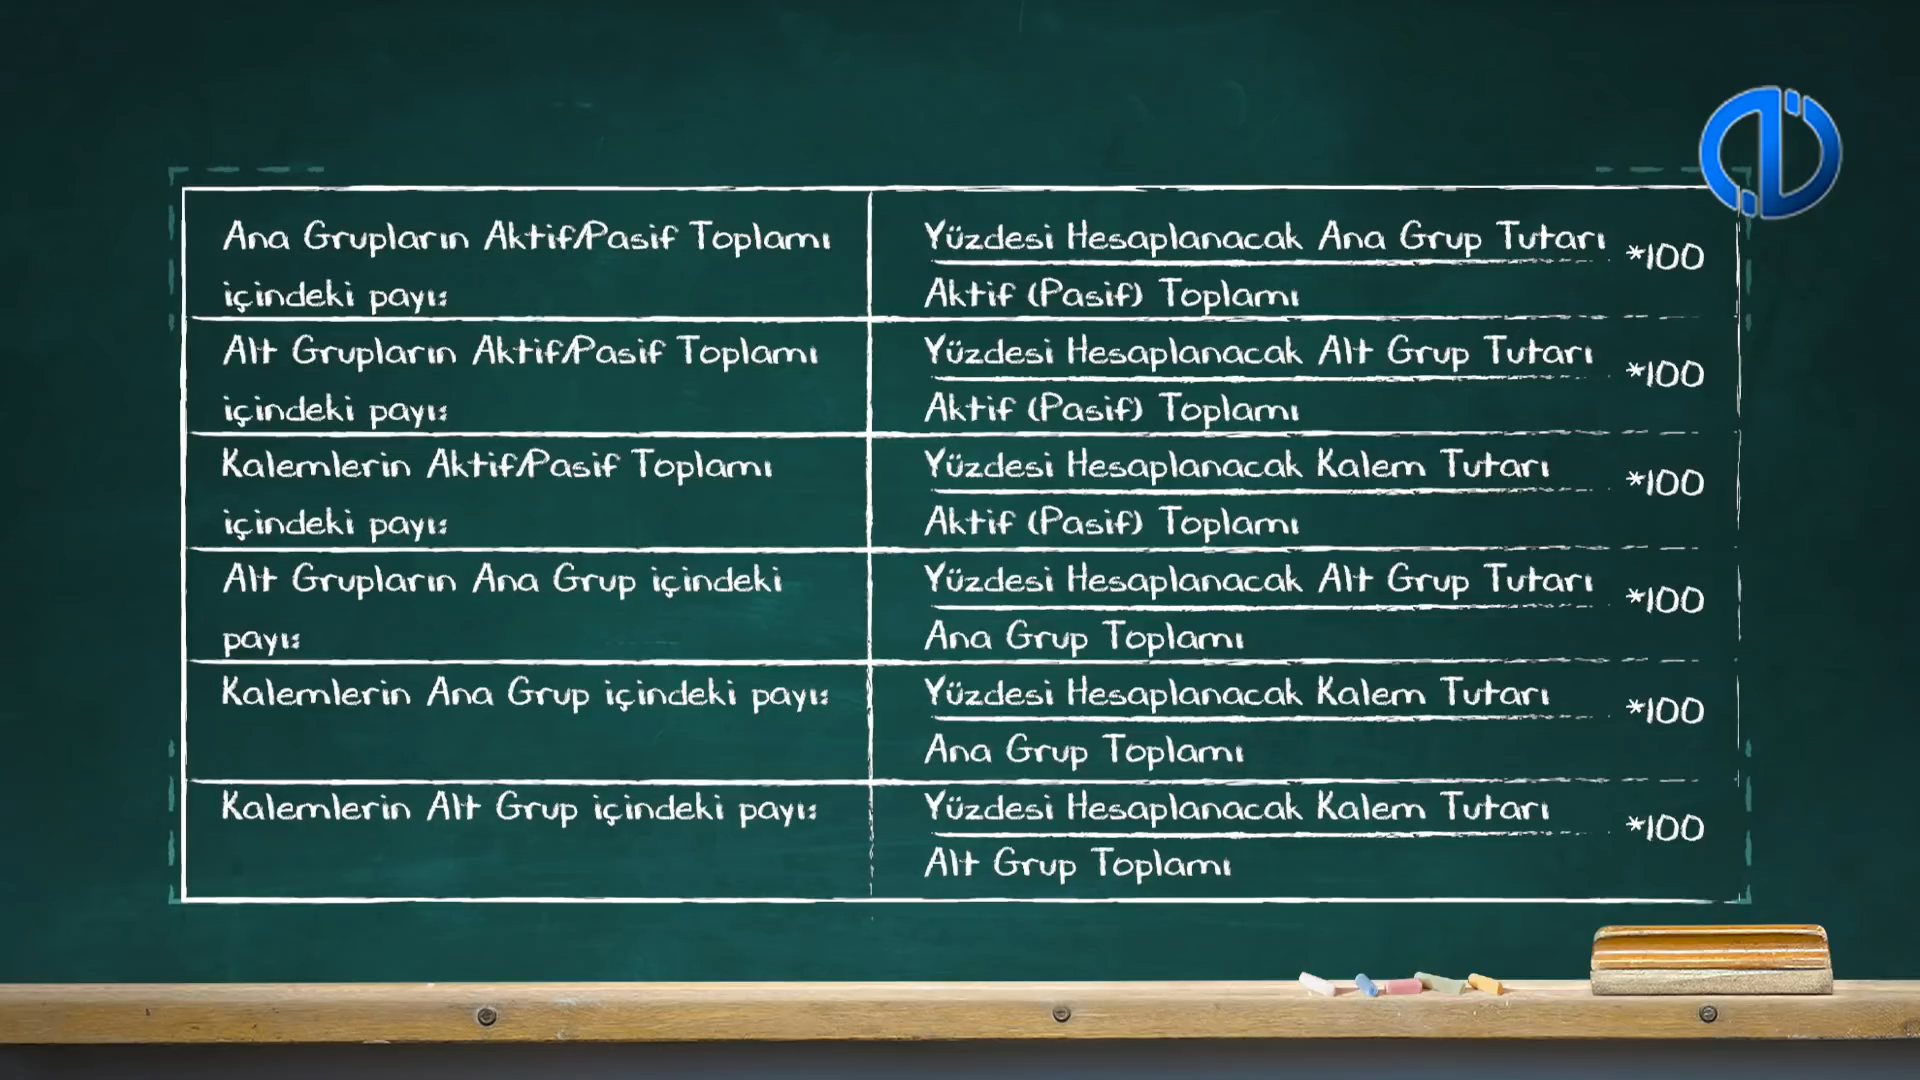 Ana Grupların Aktif/Pasif Toplamı
içindeki payı:
Yüzdesi Hesaplanacak Ana Grup Tutarı
*100
Aktif (Pasif) Toplamı
Alt Grupların Aktif/Pasif Toplamı
içindeki payı:
Yüzdesi Hesaplanacak Alt Grup Tutarı
*100
Aktif (Pasif) Toplamı
Kalemlerin Aktif/Pasif Toplamı
içindeki payı:
Yüzdesi Hesaplanacak Kalem Tutarı
*100
Aktif (Pasif) Toplamı
Alt Grupların Ana Grup içindeki
payı:
Yüzdesi Hesaplanacak Alt Grup Tutarı
*100
Ana Grup Toplamı
Kalemlerin Ana Grup içindeki payı:
Yüzdesi Hesaplanacak Kalem Tutarı
*100
Ana Grup Toplamı
Kalemlerin Alt Grup içindeki payı:
Yüzdesi Hesaplanacak Kalem Tutarı
*100
Alt Grup Toplamı